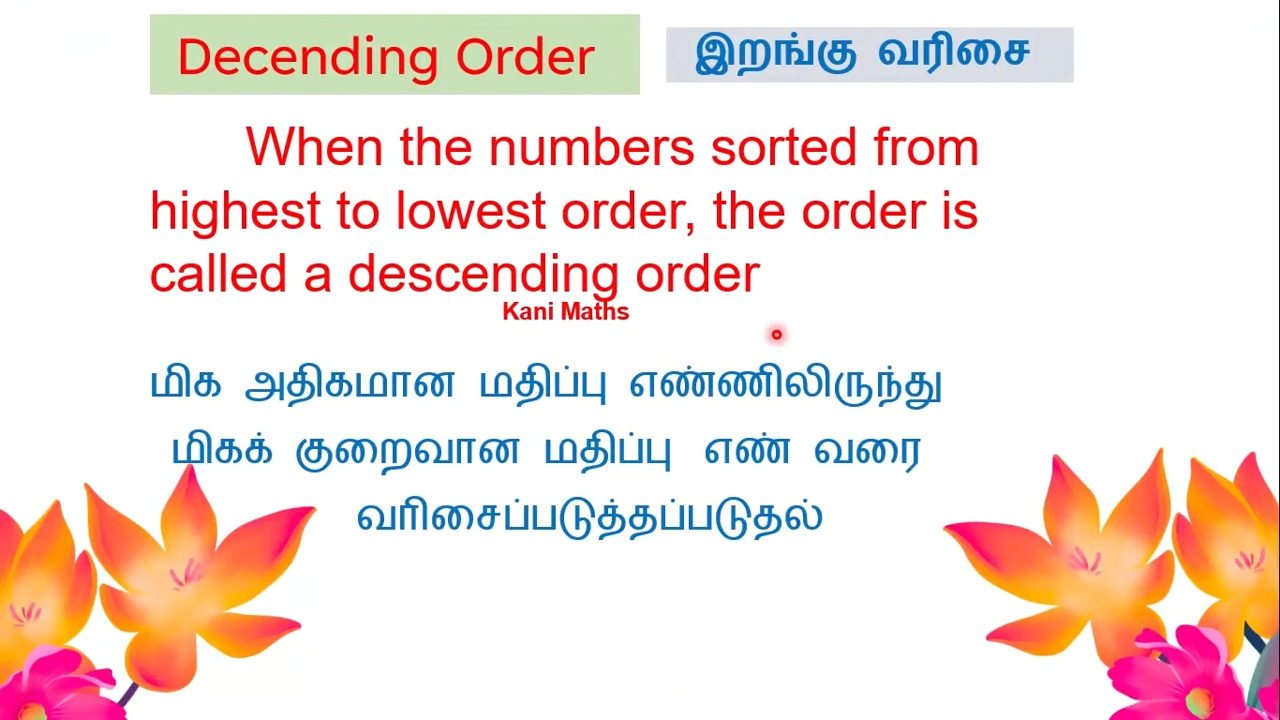 Decending Order
இறங்கு வரிசை
When the numbers sorted from
highest to lowest order, the order is
called a descending order
Kani Maths
மிக அதிகமான மதிப்பு எண்ணிலிருந்து
மிகக் குறைவான மதிப்பு எண் வரை
வரிசைப்படுத்தப்படுதல்